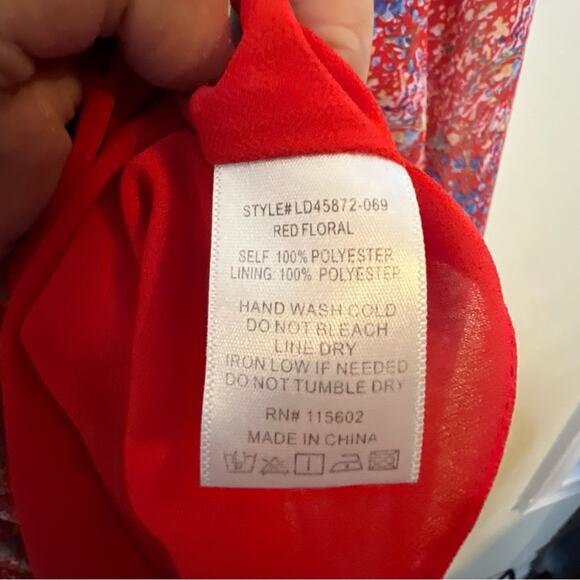 STYLE#LD45872-069
RED FLORAL
SELF 100% POLYESTER
LINING 100% POLYESTER
HAND WASH COLD
DO NOT BLEACH
LINE DRY
IRON LOW IF NEEDED
DO NOT TUMBLE DRY
RN# 115602
MADE IN CHINA